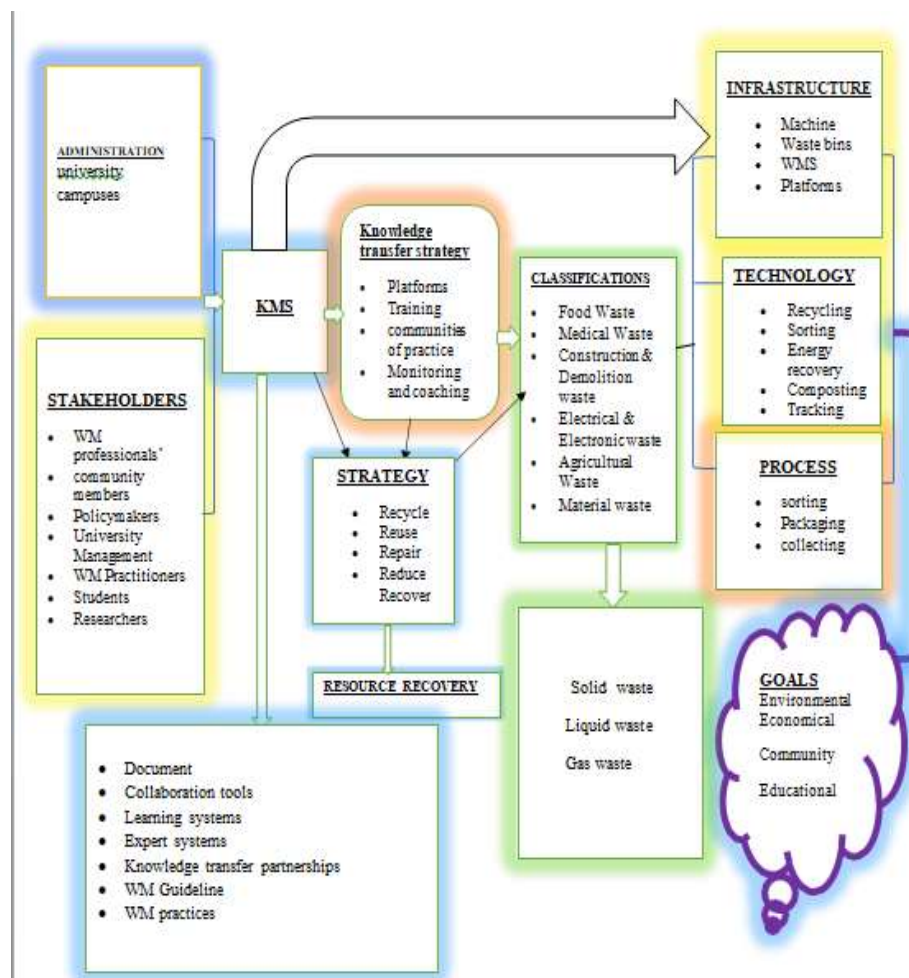 ADMINISTRATION
university
campuses
STAKEHOLDERS
• WM
professionals'
• community
members
• Policymakers
• University
Management
• WM Practitioners
• Students
• Researchers
KMS
Knowledge
transfer strategy
• Platforms
• Training
• communities
of practice
• Monitoring
and coaching
STRATEGY
• Recycle
• Reuse
• Repair
• Reduce
Recover
RESOURCE RECOVERY
• Document
• Collaboration tools
• Learning systems
• Expert systems
• Knowledge transfer partnerships
• WM Guideline
• WM practices
CLASSIFICATIONS
• Food Waste
• Medical Waste
• Construction &
Demolition
waste
• Electrical &
Electronic waste
• Agricultural
Waste
• Material waste
Solid waste
Liquid waste
Gas waste
INFRASTRUCTURE
• Machine
• Waste bins
• WMS
• Platforms
TECHNOLOGY
• Recycling
• Sorting
• Energy
recovery
• Composting
• Tracking
PROCESS
• sorting
• Packaging
• collecting
GOALS
Environmental
Economical
Community
Educational